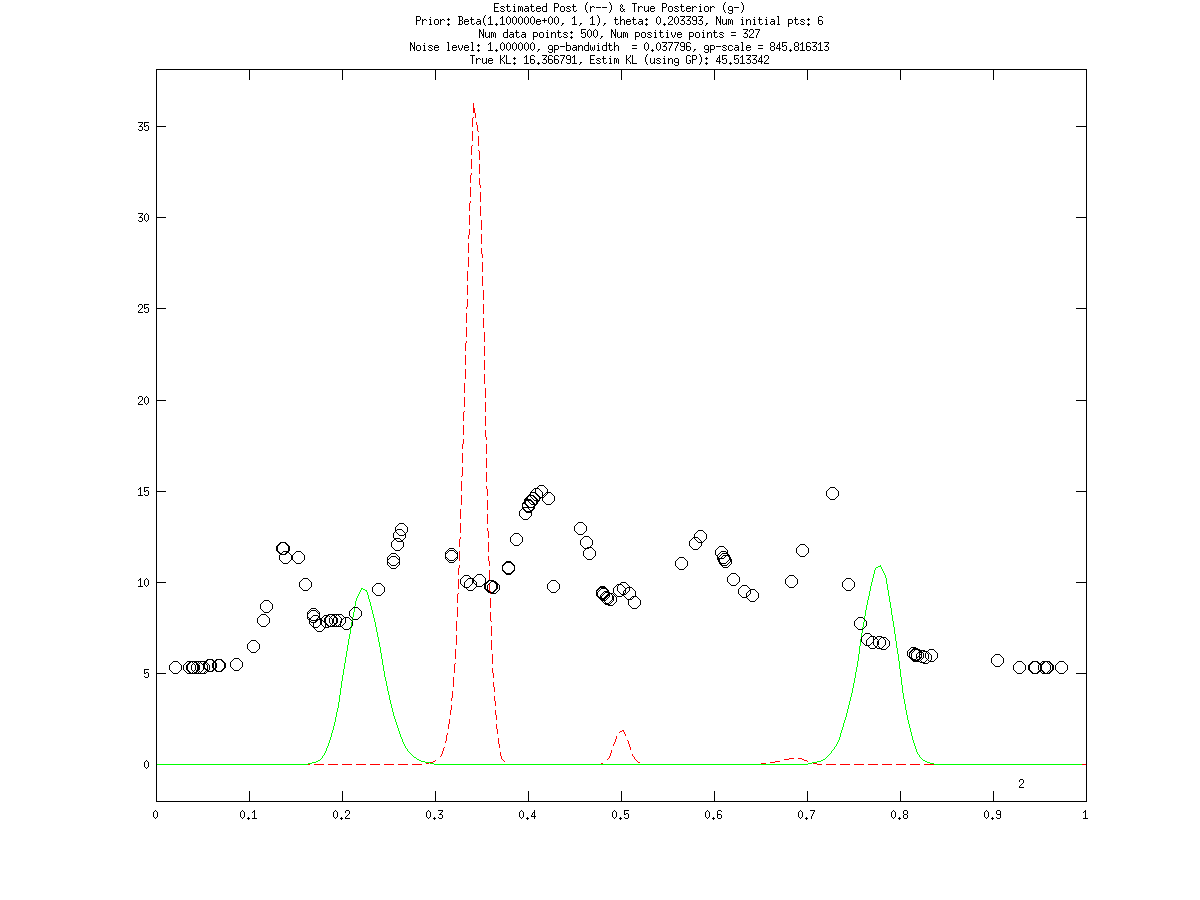 Estimated Post (r--) & True Posterior (g-)
Prior: Beta(1.100000e+00, 1, 1), theta: 0.203393, Num initial pts: 6
Num data points: 500, Num positive points = 327
Noise level: 1.000000, gp-bandwidth  = 0.037796, gp-scale = 845.816313
True KL: 16.366791, Estim KL (using GP): 45.513342
35
30
25
20
15
10
5
0
2
0 0.1 0.2 0.3 0.4 0.5 0.6 0.7 0.8 0.9 1